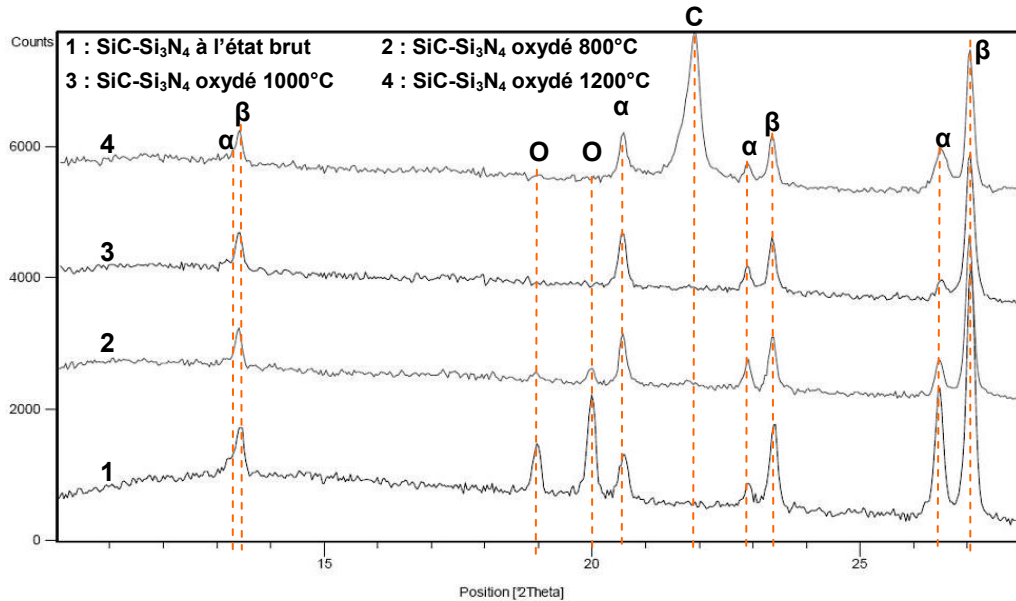 C
Counts
1 : SiC-Si₃N₄ à l'état brut 2 : SiC-Si₃N₄ oxydé 800°C
3 : SiC-Si₃N₄ oxydé 1000°C 4 : SiC-Si₃N₄ oxydé 1200°C
β
α β α α β α
O O
6000
4
4000
3
2
2000
1
0
15 20 25
Position [°2Theta]